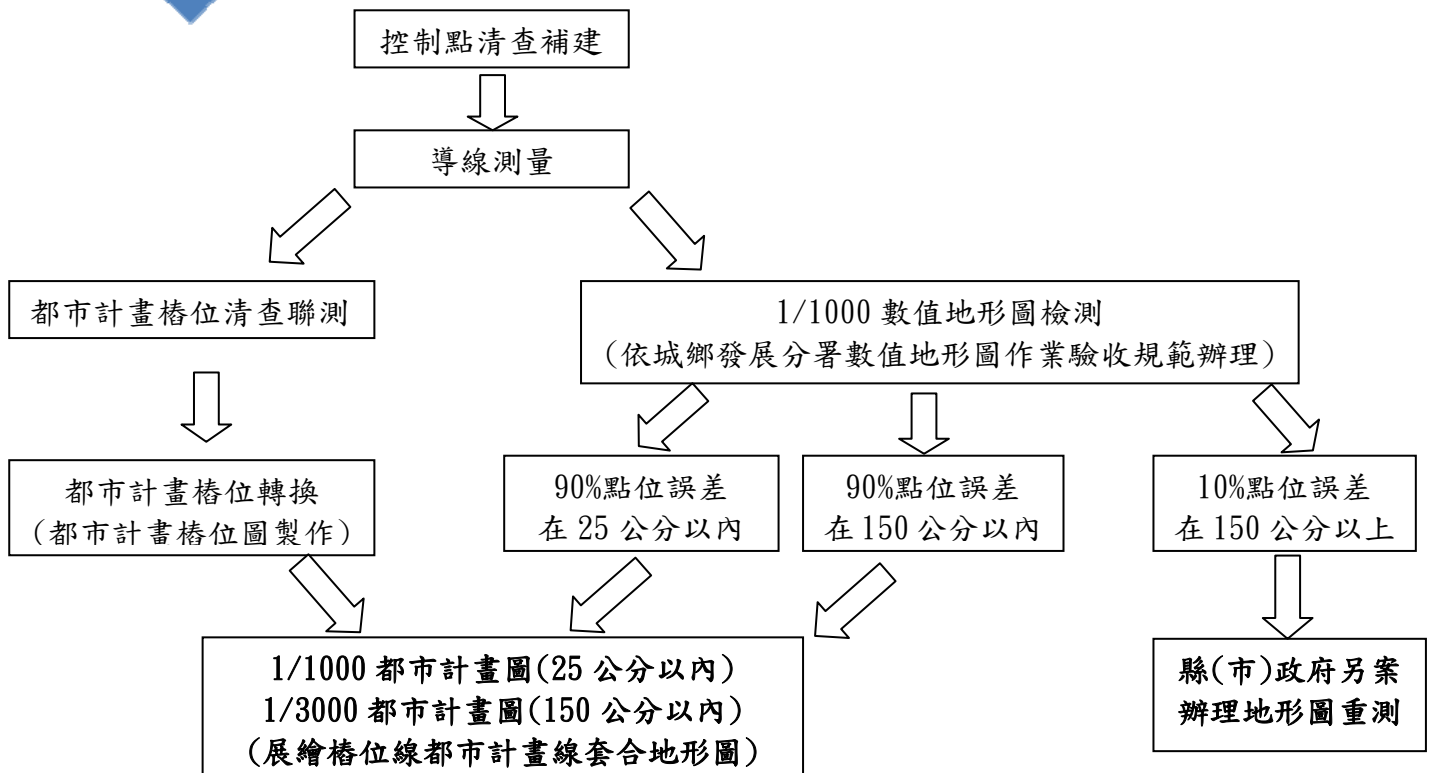 控制點清查補建
導線測量
都市計畫樁位清查聯測
1/1000 數值地形圖檢測
(依城鄉發展分署數值地形圖作業驗收規範辦理)
都市計畫樁位轉換
(都市計畫樁位圖製作)
90%點位誤差
在 25 公分以內
90%點位誤差
在 150 公分以內
10%點位誤差
在 150 公分以上
1/1000 都市計畫圖(25 公分以內)
1/3000 都市計畫圖(150 公分以內)
(展繪樁位線都市計畫線套合地形圖)
縣(市)政府另案
辦理地形圖重測